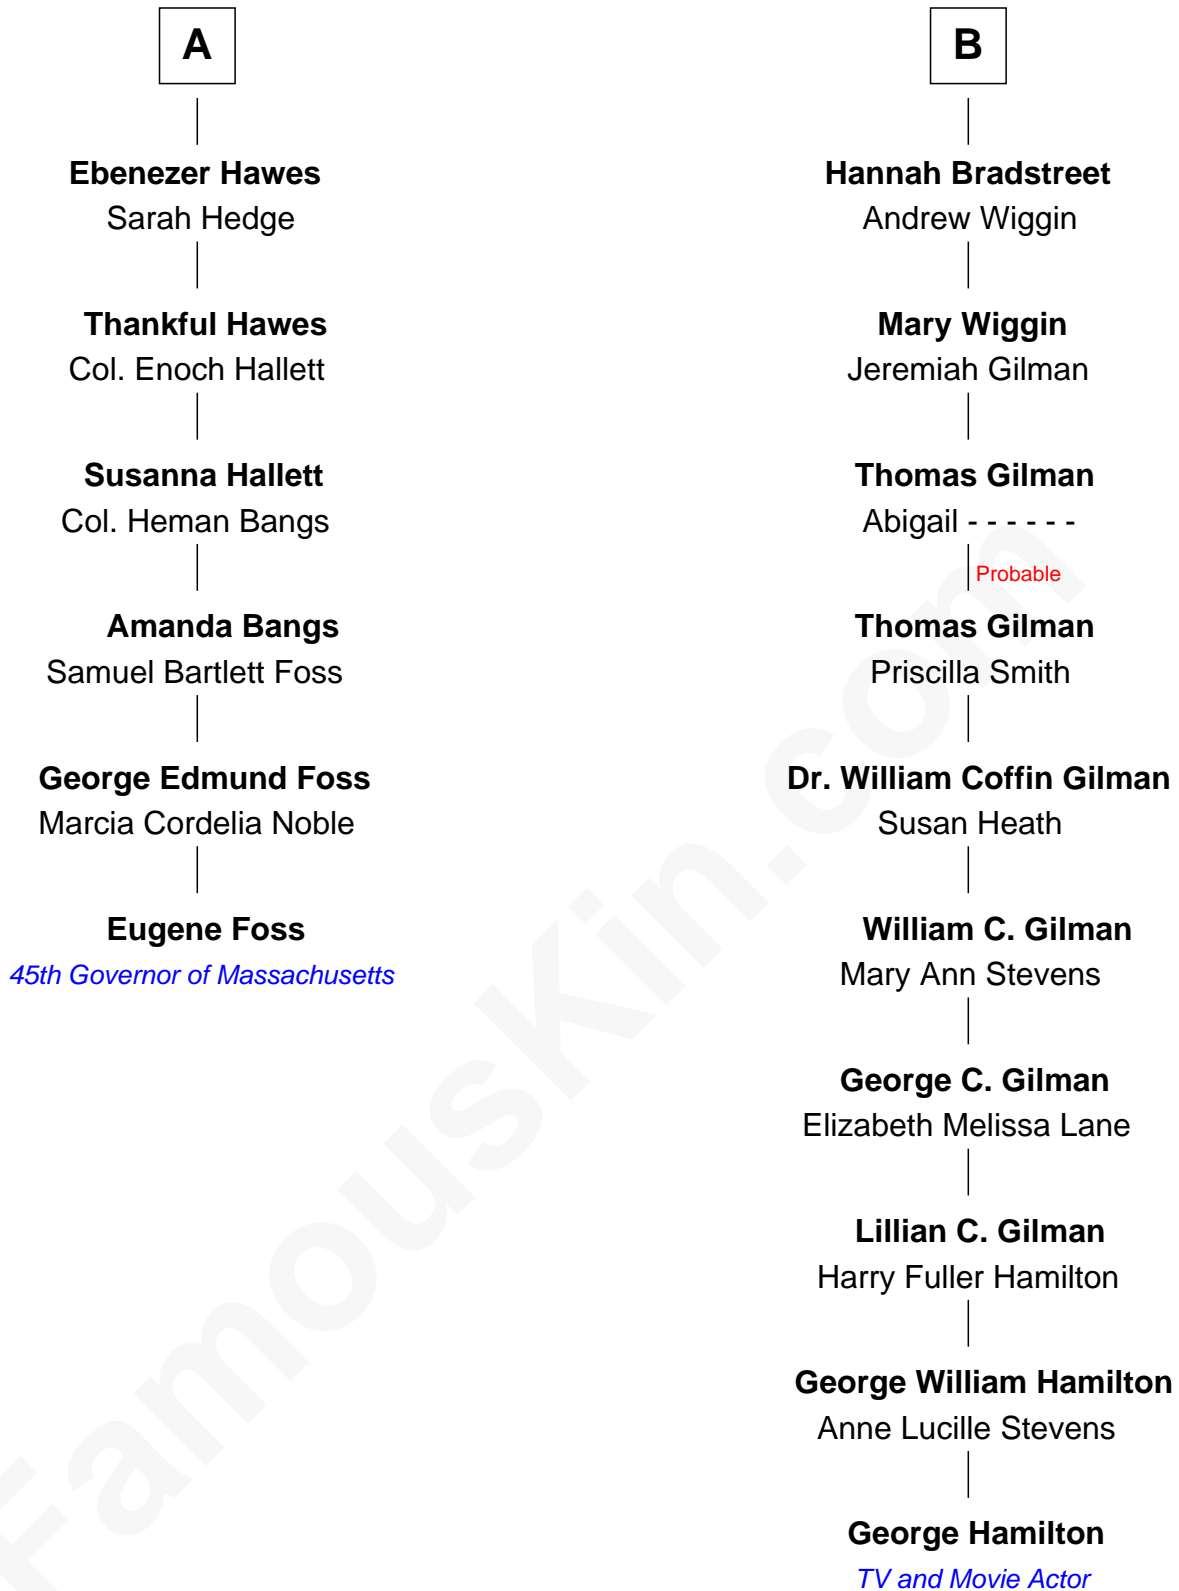 A
Ebenezer Hawes
Sarah Hedge
Thankful Hawes
Col. Enoch Hallett
Susanna Hallett
Col. Heman Bangs
Amanda Bangs
Samuel Bartlett Foss
George Edmund Foss
Marcia Cordelia Noble
Eugene Foss
45th Governor of Massachusetts
B
Hannah Bradstreet
Andrew Wiggin
Mary Wiggin
Jeremiah Gilman
Thomas Gilman
Abigail - - - - - -
Probable
Thomas Gilman
Priscilla Smith
Dr. William Coffin Gilman
Susan Heath
William C. Gilman
Mary Ann Stevens
George C. Gilman
Elizabeth Melissa Lane
Lillian C. Gilman
Harry Fuller Hamilton
George William Hamilton
Anne Lucille Stevens
George Hamilton
TV and Movie Actor
FamousKin.com